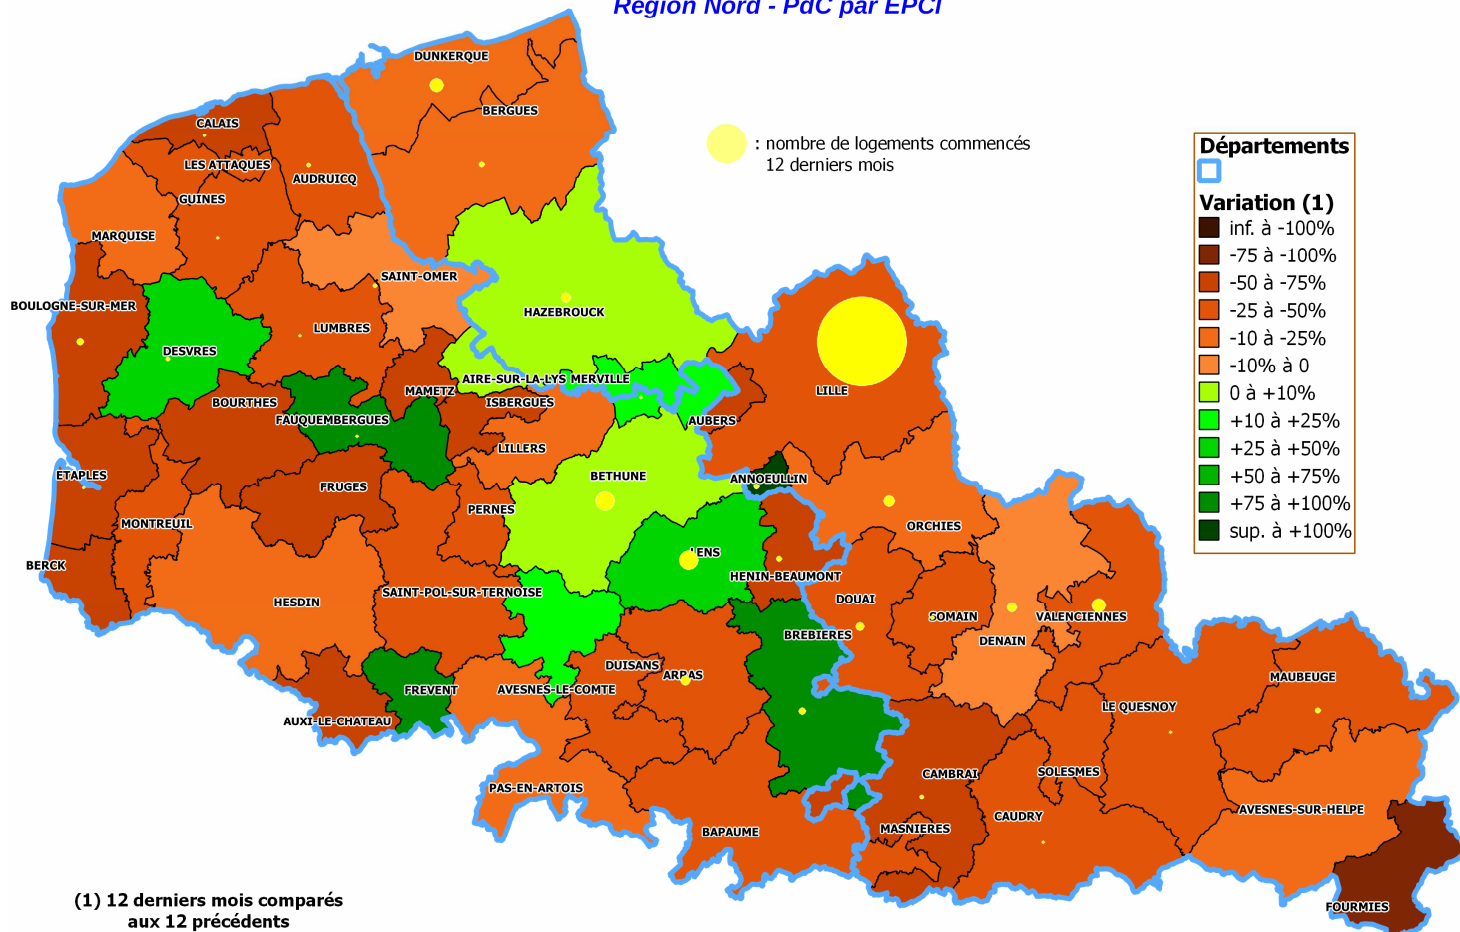 Région Nord - PdC par EPCI
DUNKERQUE
BERGUES
CALAIS
LES ATTAQUES
AUDRUICQ
GUINES
MARQUISE
: nombre de logements commencés
12 derniers mois
Départements
Variation (1)
inf. à -100%
-75 à -100%
-50 à -75%
-25 à -50%
-10 à -25%
-10% à 0
0 à +10%
+10 à +25%
+25 à +50%
+50 à +75%
+75 à +100%
sup. à +100%
SAINT-OMER
BOULOGNE-SUR-MER
HAZEBROUCK
LUMBRES
DESVRES
AIRE-SUR-LA-LYS MERVILLE
MAMETZ
LILLE
BOURTHES
ISBERGUES
FAUQUEMBERGUES
AUBERS
LILLERS
ÉTAPLES
BETHUNE
ANNOEULLIN
FRUGES
PERNES
MONTREUIL
ORCHIES
LENS
BERCK
HENIN-BEAUMONT
SAINT-POL-SUR-TERNOISE
HESDIN
DOUAI
SOMAIN
VALENCIENNES
BREBIERES
DENAIN
DUISANS
ARRAS
MAUBEUGE
FREVENT
AVESNES-LE-COMTE
LE QUESNOY
AUXI-LE-CHATEAU
CAMBRAI
SOLESMES
PAS-EN-ARTOIS
AVESNES-SUR-HELPE
CAUDRY
BAPAUME
MASNIERES
FOURMIES
(1) 12 derniers mois comparés
aux 12 précédents